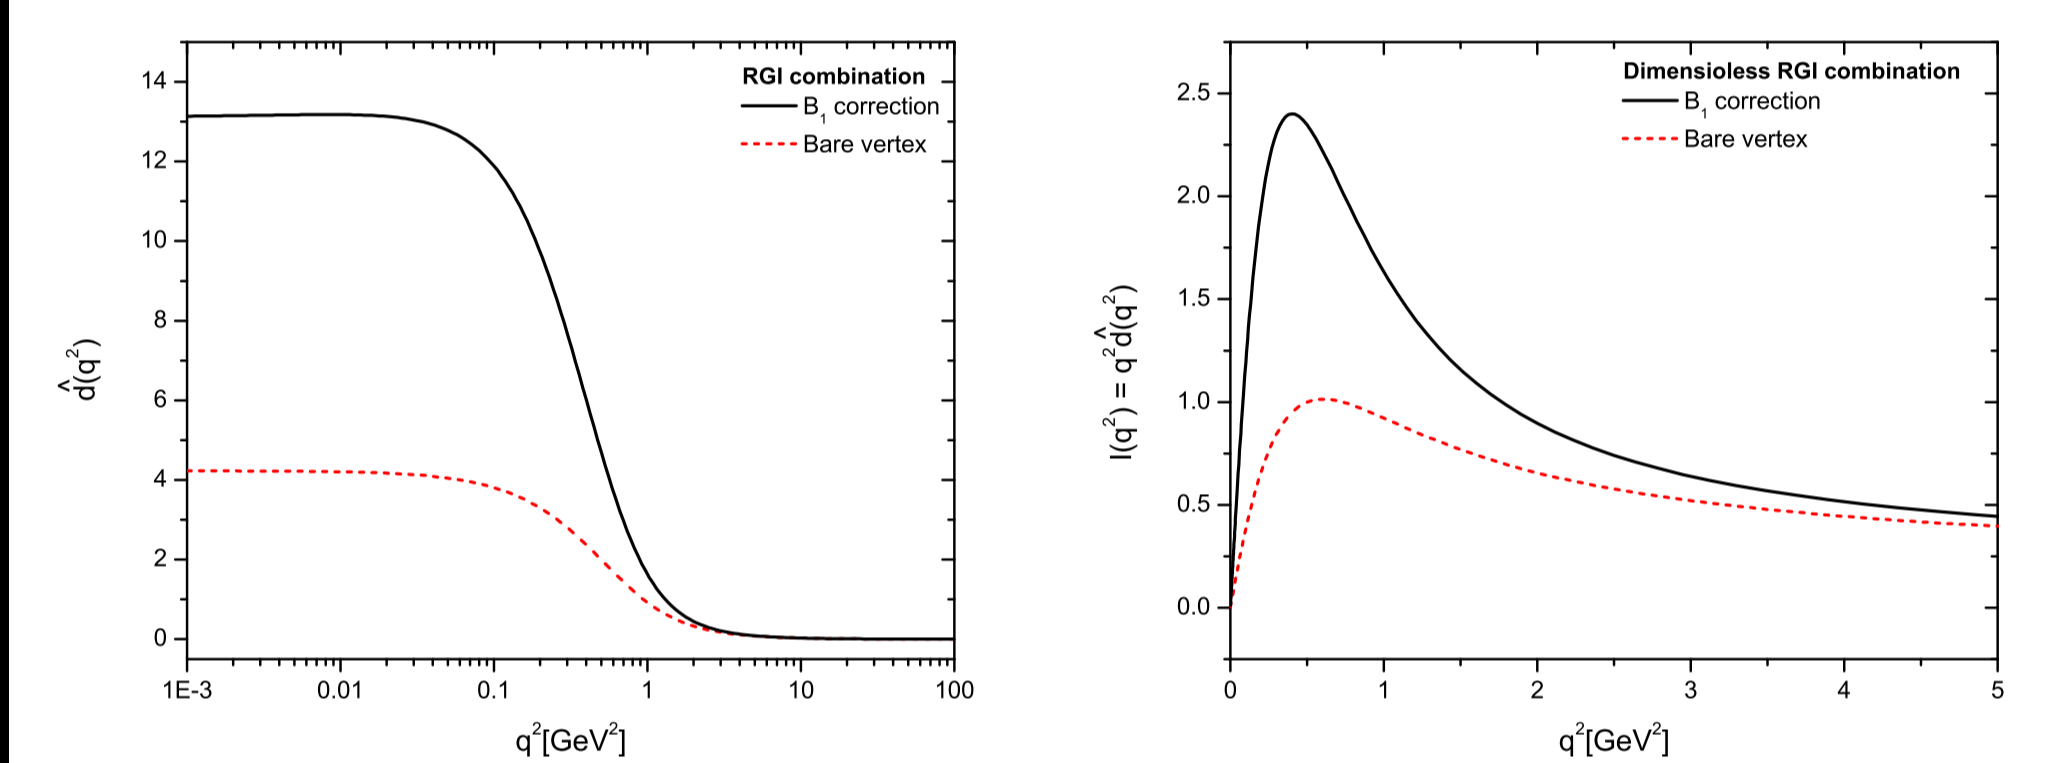 RGI combination
B₁ correction
Bare vertex
14
12
10
8
6
4
2
0
1E-3 0.01 0.1 1 10 100
d̂(q²)
q²[GeV²]
Dimensioless RGI combination
B₁ correction
Bare vertex
2.5
2.0
1.5
1.0
0.5
0.0
0 1 2 3 4 5
I(q²) = q²d̂(q²)
q²[GeV²]